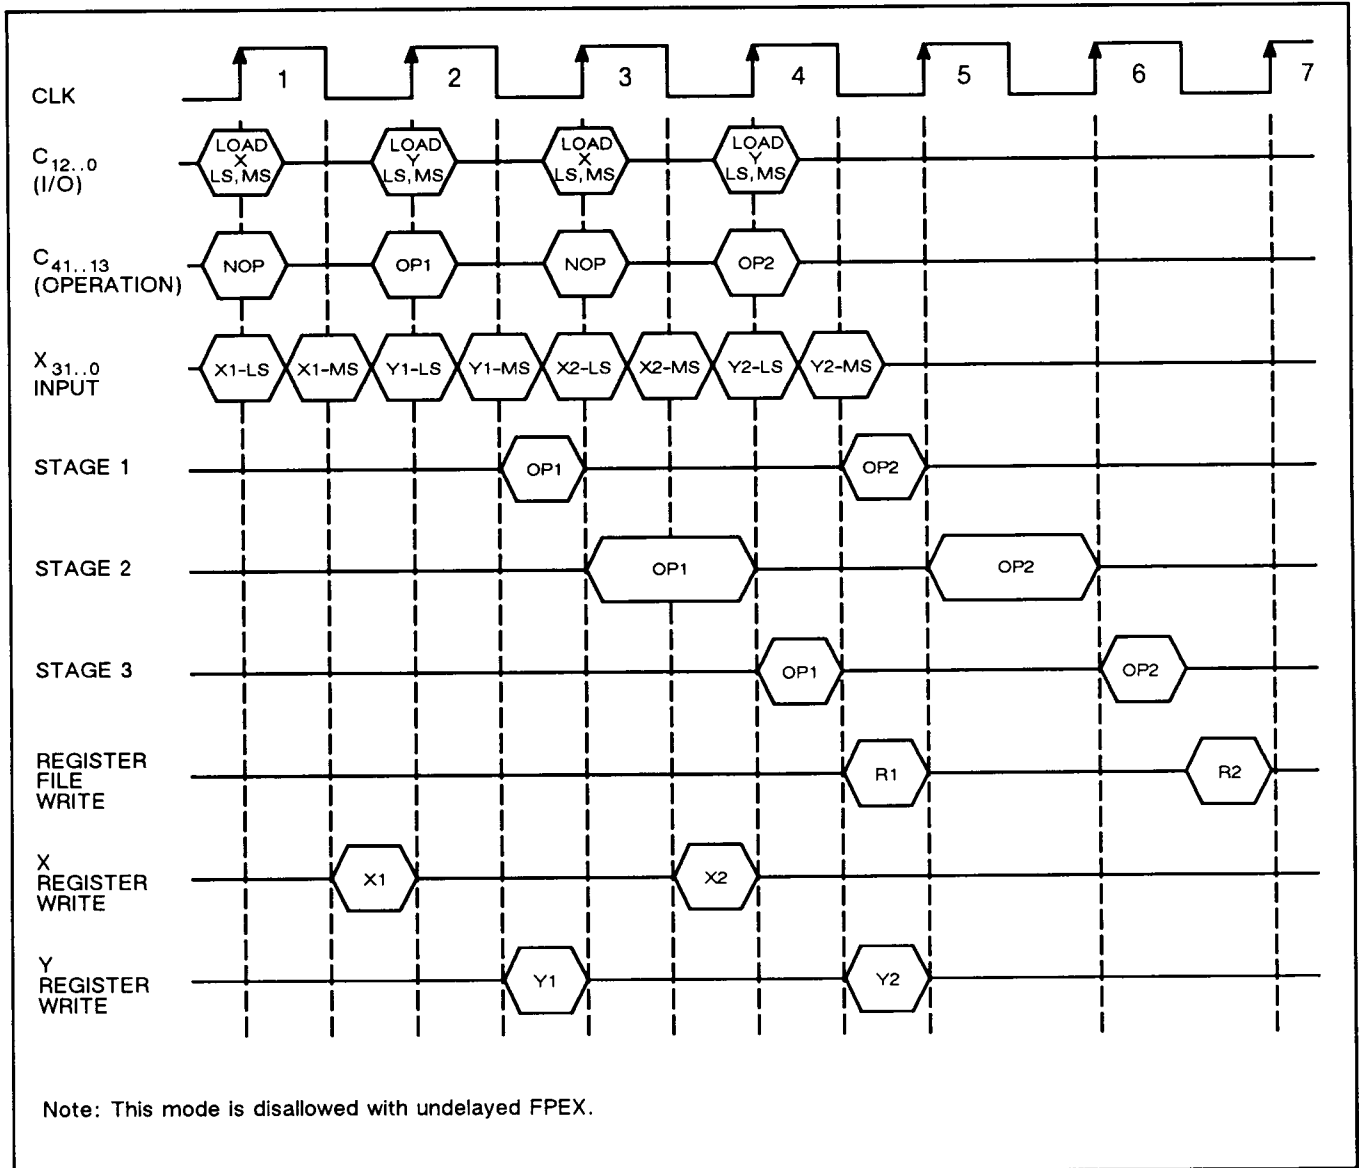 1 2 3 4 5 6 7
CLK
C12..0
(I/O)
LOAD X LS, MS
LOAD Y LS, MS
LOAD X LS, MS
LOAD Y LS, MS
C41..13
(OPERATION)
NOP OP1 NOP OP2
X31..0
INPUT
X1-LS X1-MS Y1-LS Y1-MS X2-LS X2-MS Y2-LS Y2-MS
STAGE 1
OP1 OP2
STAGE 2
OP1 OP2
STAGE 3
OP1 OP2
REGISTER
FILE
WRITE
R1 R2
X
REGISTER
WRITE
X1 X2
Y
REGISTER
WRITE
Y1 Y2
Note: This mode is disallowed with undelayed FPEX.